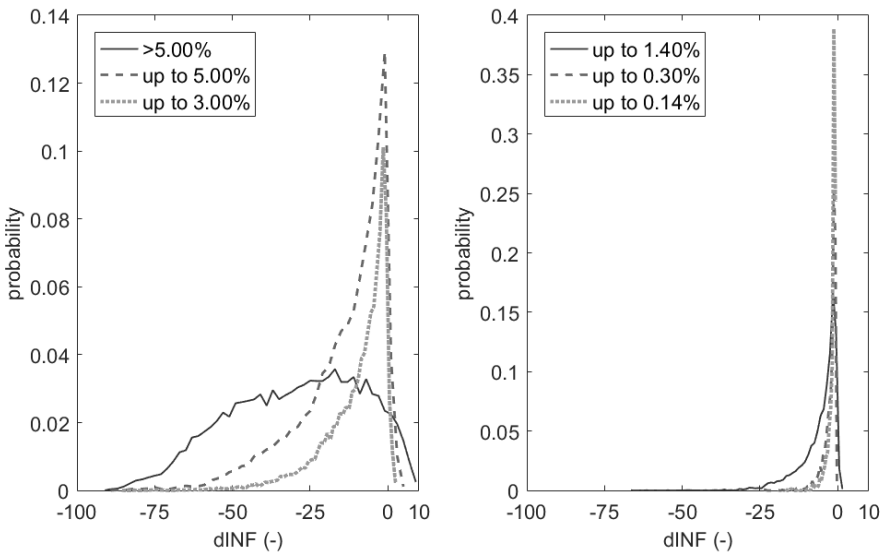 0.14
0.12
0.1
0.08
0.06
0.04
0.02
0
probability
>5.00%
up to 5.00%
up to 3.00%
-100 -75 -50 -25 0 10
dINF (-)
0.4
0.35
0.3
0.25
0.2
0.15
0.1
0.05
0
probability
up to 1.40%
up to 0.30%
up to 0.14%
-100 -75 -50 -25 0 10
dINF (-)